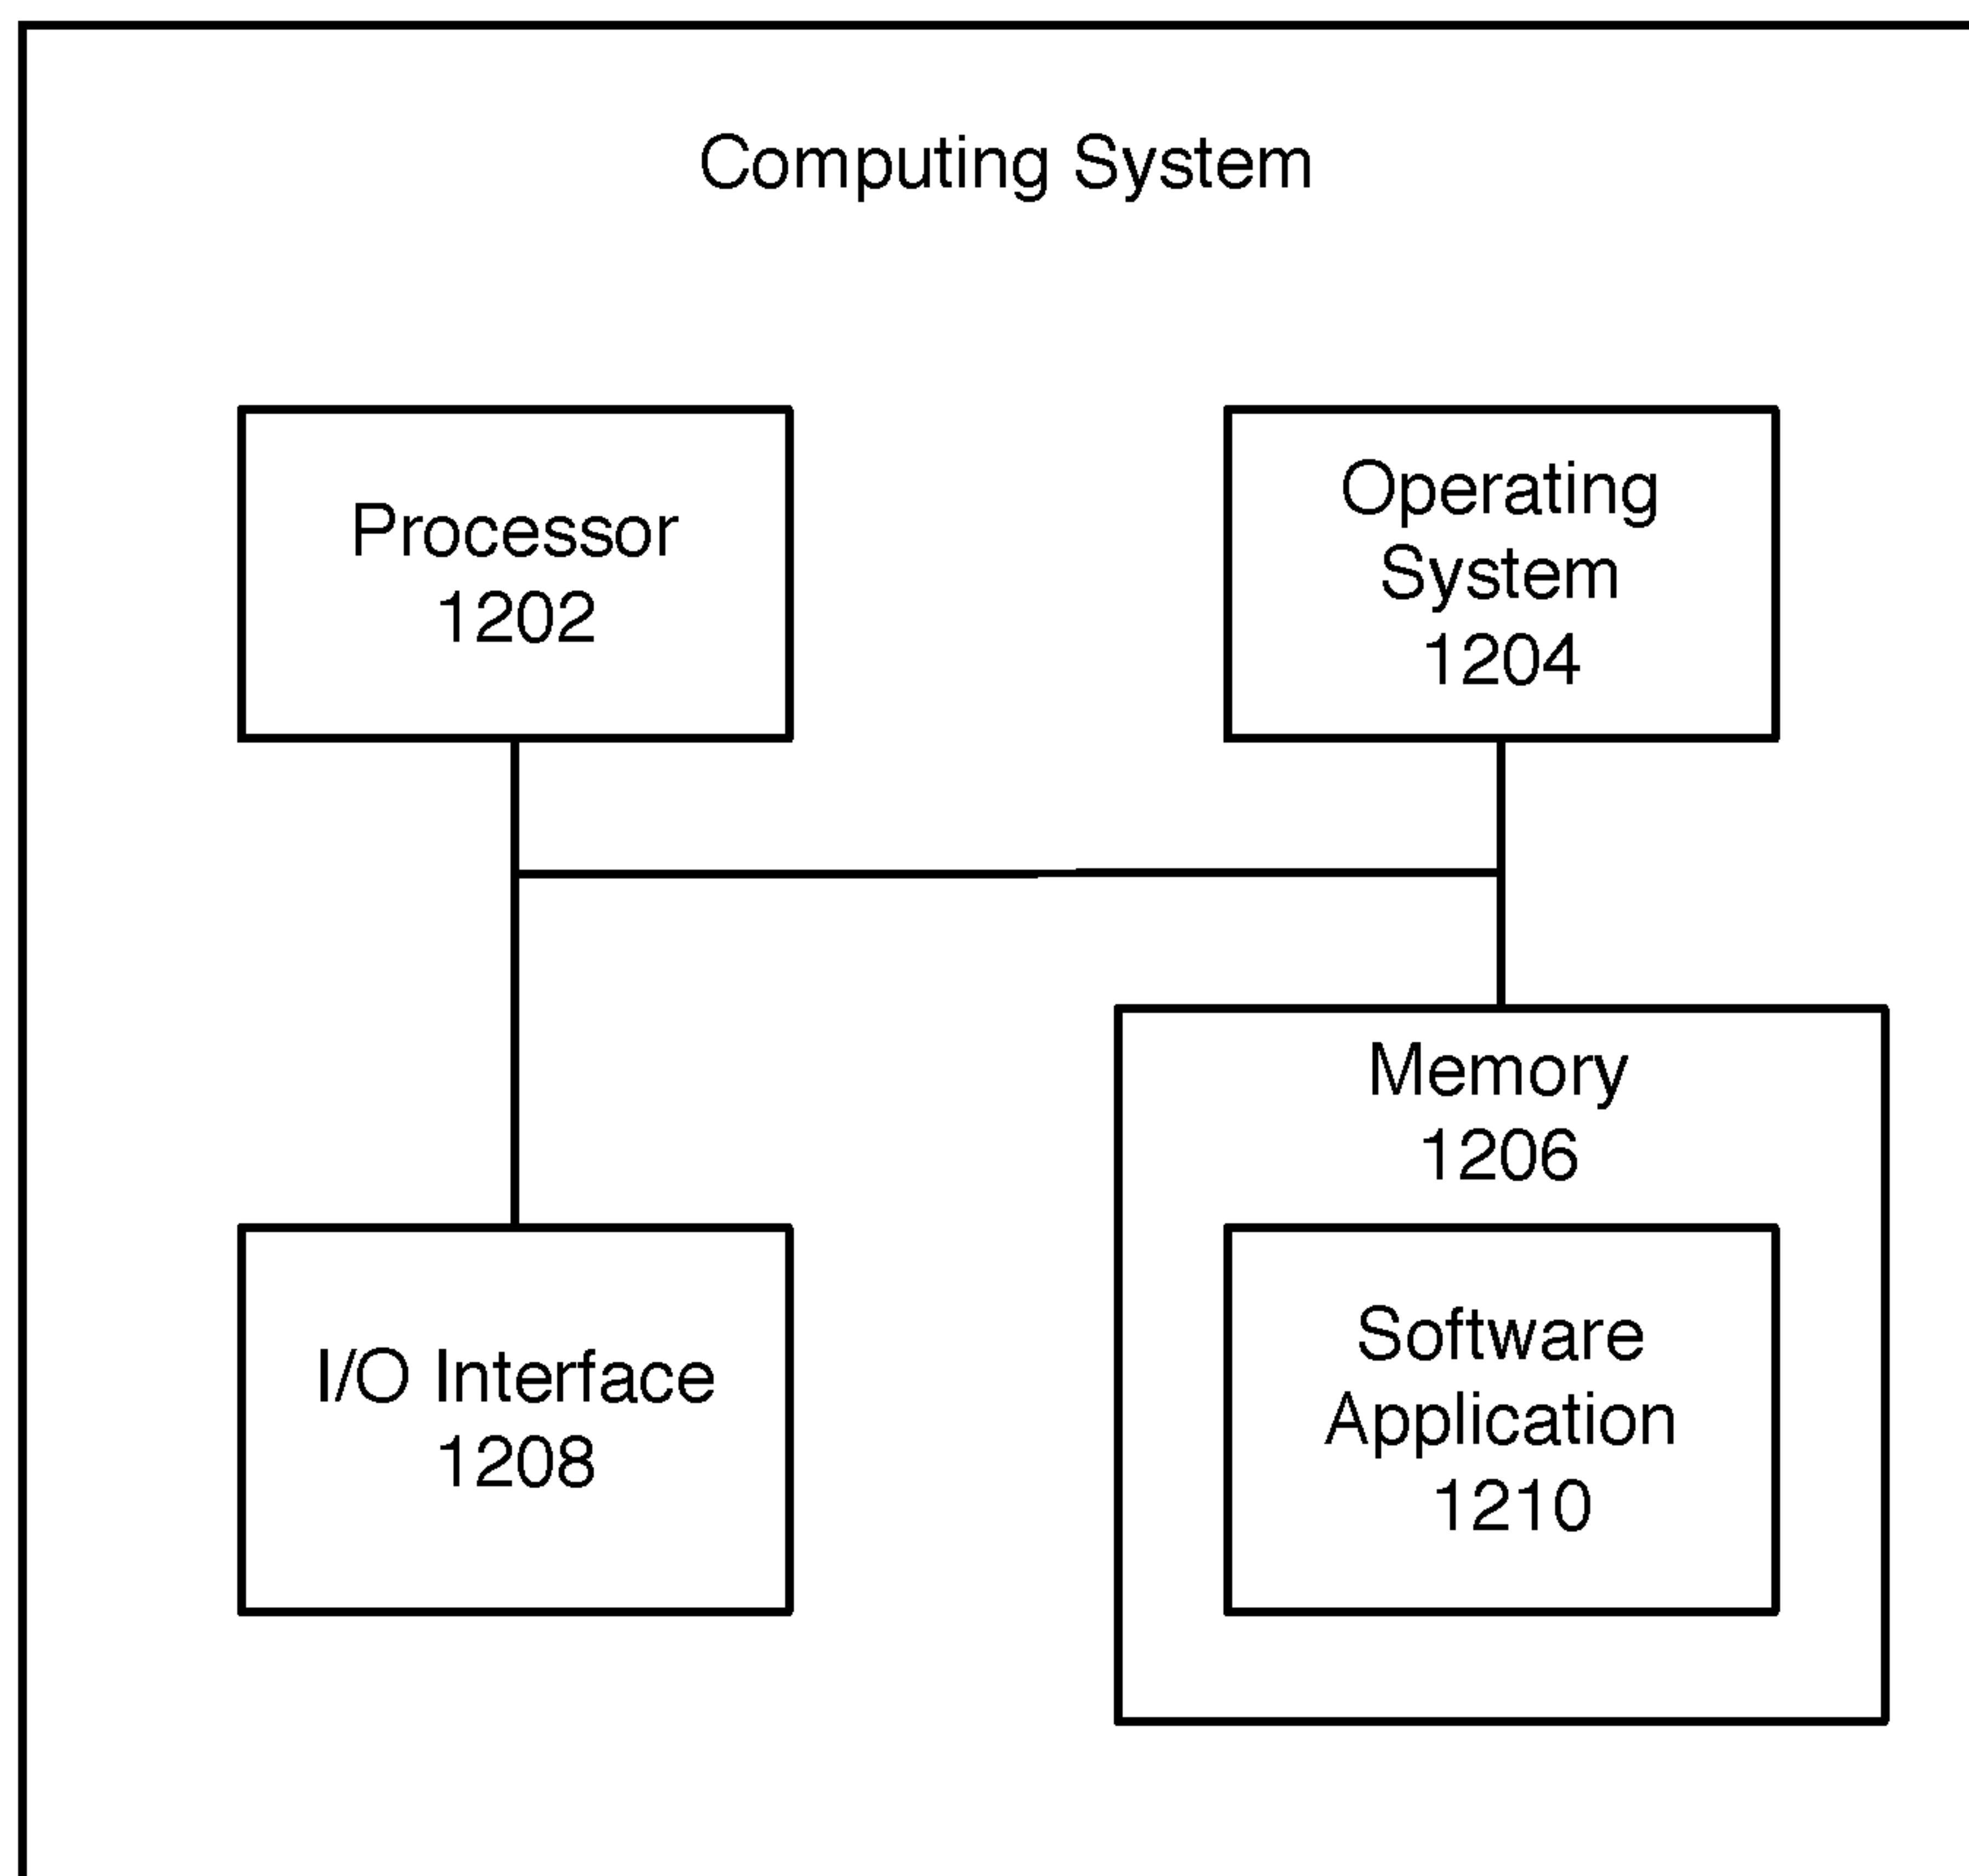 Computing System
Processor
1202
Operating
System
1204
Memory
1206
I/O Interface
1208
Software
Application
1210